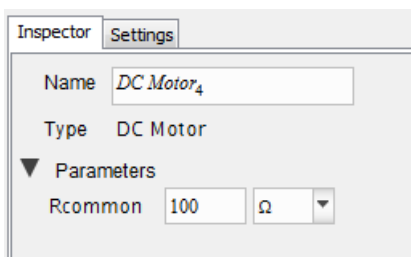 Inspector Settings
Name DC Motor₄
Type DC Motor
▼ Parameters
Rcommon 100 Ω